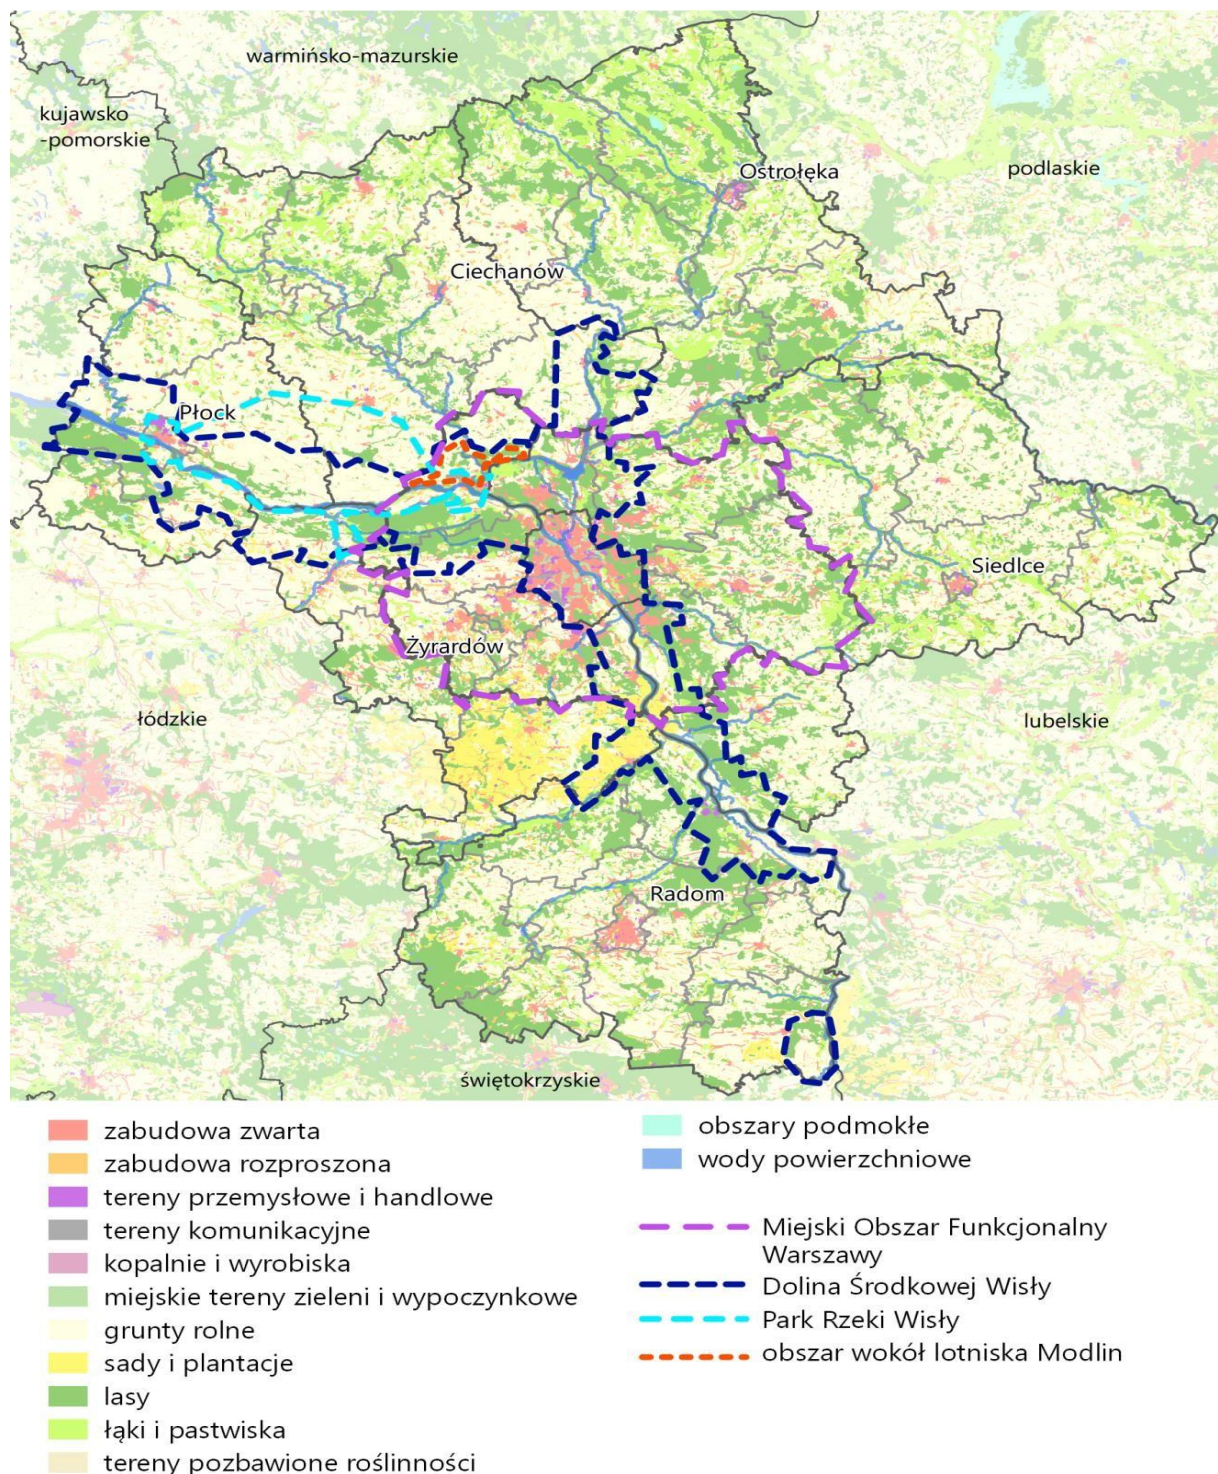 warmińsko-mazurskie
kujawsko
-pomorskie
podlaskie
Ostrołęka
Ciechanów
Płock
Siedlce
Żyrardów
łódzkie
lubelskie
Radom
świętokrzyskie
zabudowa zwarta
zabudowa rozproszona
tereny przemysłowe i handlowe
tereny komunikacyjne
kopalnie i wyrobiska
miejskie tereny zieleni i wypoczynkowe
grunty rolne
sady i plantacje
lasy
łąki i pastwiska
tereny pozbawione roślinności
obszary podmokłe
wody powierzchniowe
Miejski Obszar Funkcjonalny
Warszawy
Dolina Środkowej Wisły
Park Rzeki Wisły
obszar wokół lotniska Modlin